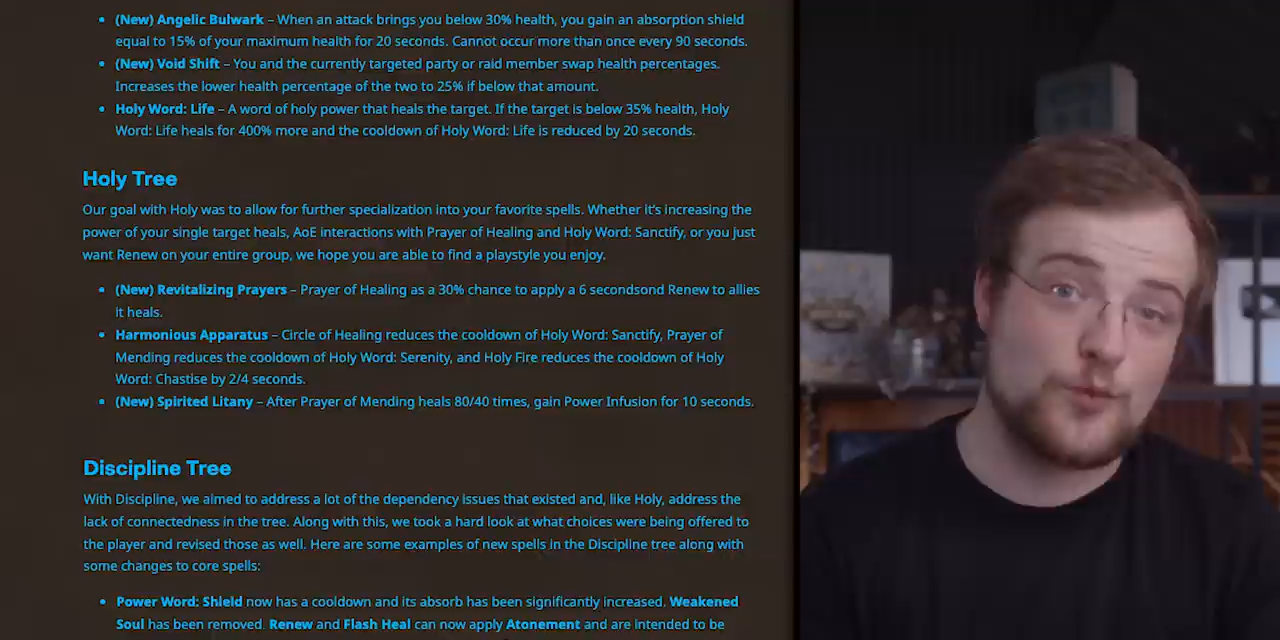 (New) Angelic Bulwark – When an attack brings you below 30% health, you gain an absorption shield
equal to 15% of your maximum health for 20 seconds. Cannot occur more than once every 90 seconds.
(New) Void Shift – You and the currently targeted party or raid member swap health percentages.
Increases the lower health percentage of the two to 25% if below that amount.
Holy Word: Life – A word of holy power that heals the target. If the target is below 35% health, Holy
Word: Life heals for 400% more and the cooldown of Holy Word: Life is reduced by 20 seconds.
Holy Tree
Our goal with Holy was to allow for further specialization into your favorite spells. Whether it's increasing the
power of your single target heals, AoE interactions with Prayer of Healing and Holy Word: Sanctify, or you just
want Renew on your entire group, we hope you are able to find a playstyle you enjoy.
(New) Revitalizing Prayers – Prayer of Healing as a 30% chance to apply a 6 secondsond Renew to allies
it heals.
Harmonious Apparatus – Circle of Healing reduces the cooldown of Holy Word: Sanctify, Prayer of
Mending reduces the cooldown of Holy Word: Serenity, and Holy Fire reduces the cooldown of Holy
Word: Chastise by 2/4 seconds.
(New) Spirited Litany – After Prayer of Mending heals 80/40 times, gain Power Infusion for 10 seconds.
Discipline Tree
With Discipline, we aimed to address a lot of the dependency issues that existed and, like Holy, address the
lack of connectedness in the tree. Along with this, we took a hard look at what choices were being offered to
the player and revised those as well. Here are some examples of new spells in the Discipline tree along with
some changes to core spells:
Power Word: Shield now has a cooldown and its absorb has been significantly increased. Weakened
Soul has been removed. Renew and Flash Heal can now apply Atonement and are intended to be